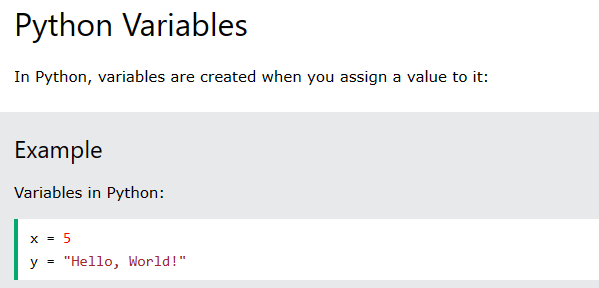 Python Variables
In Python, variables are created when you assign a value to it:
Example
Variables in Python:
x = 5
y = "Hello, World!"